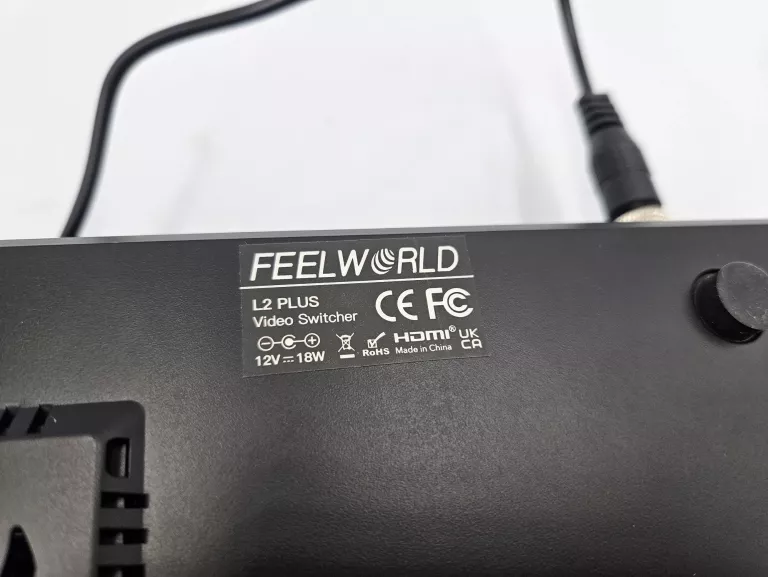 FEELWORLD
L2 PLUS
Video Switcher
CE FC
12V⎓18W
RoHS
HDMI®
Made in China
UK
CA